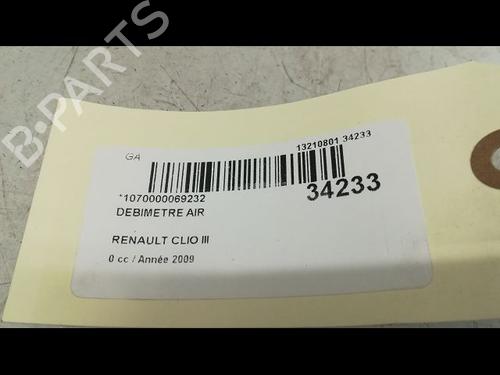 B-PARTS
GA
13210801 34233
*1070000069232
34233
DEBIMETRE AIR
RENAULT CLIO III
0 cc / Année 2009